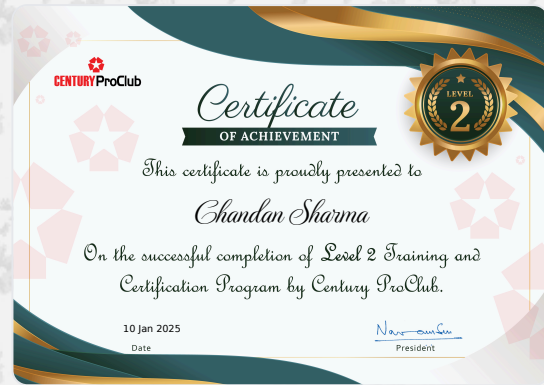 CENTURY ProClub
LEVEL
2
Certificate
OF ACHIEVEMENT
This certificate is proudly presented to
Chandan Sharma
On the successful completion of Level 2 Training and
Certification Program by Century ProClub.
10 Jan 2025
Date
President